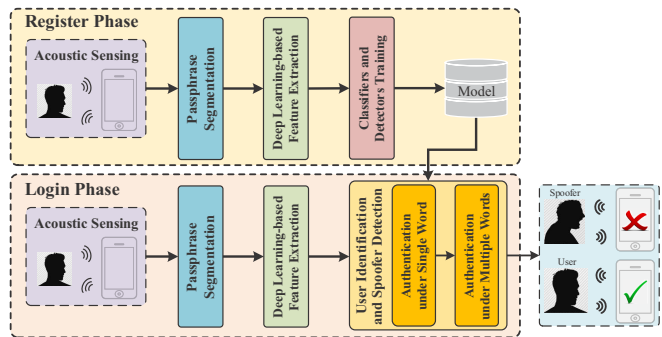 Register Phase
Acoustic Sensing
Passphrase
Segmentation
Deep Learning-based
Feature Extraction
Classifiers and
Detectors Training
Model
Login Phase
Acoustic Sensing
Passphrase
Segmentation
Deep Learning-based
Feature Extraction
User Identification
and Spoofer Detection
Authentication
under Single Word
Authentication
under Multiple Words
Spoofer
User